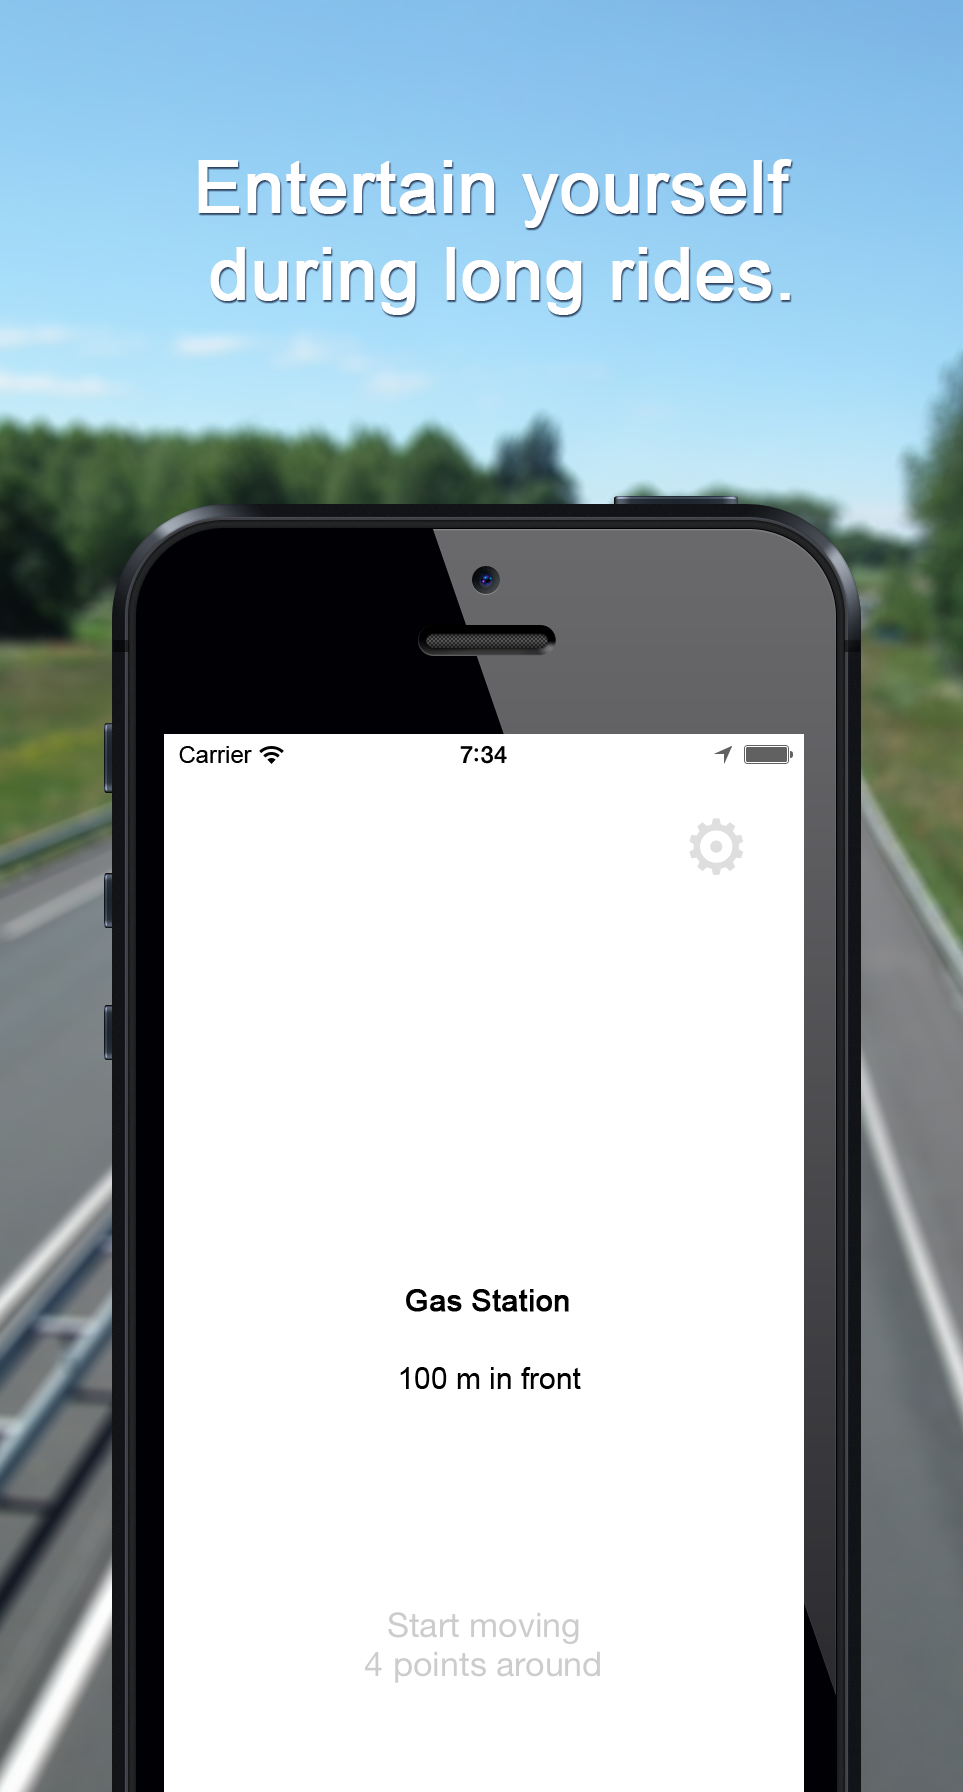 Entertain yourself
during long rides.
Carrier 7:34
Gas Station
100 m in front
Start moving
4 points around